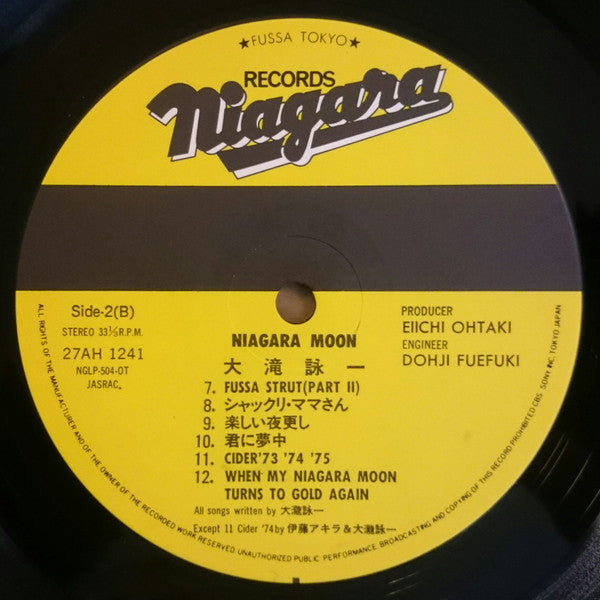 ★FUSSA TOKYO★
RECORDS
Niagara
Side-2(B)
STEREO 33⅓R.P.M.
27AH 1241
NGLP-504-OT
JASRAC.
PRODUCER
EIICHI OHTAKI
ENGINEER
DOHJI FUEFUKI
NIAGARA MOON
大滝詠一
7. FUSSA STRUT(PART II)
8. シャックリ・ママさん
9. 楽しい夜更し
10. 君に夢中
11. CIDER'73 '74 '75
12. WHEN MY NIAGARA MOON
TURNS TO GOLD AGAIN
All songs written by 大瀧詠一
Except 11 Cider '74 by 伊藤アキラ&大瀧詠一
ALL RIGHTS OF THE MANUFACTURER AND OF THE OWNER OF THE RECORDED WORK RESERVED. UNAUTHORIZED PUBLIC PERFORMANCE BROADCASTING AND COPYING OF THIS RECORD PROHIBITED. CBS/SONY INC. TOKYO JAPAN